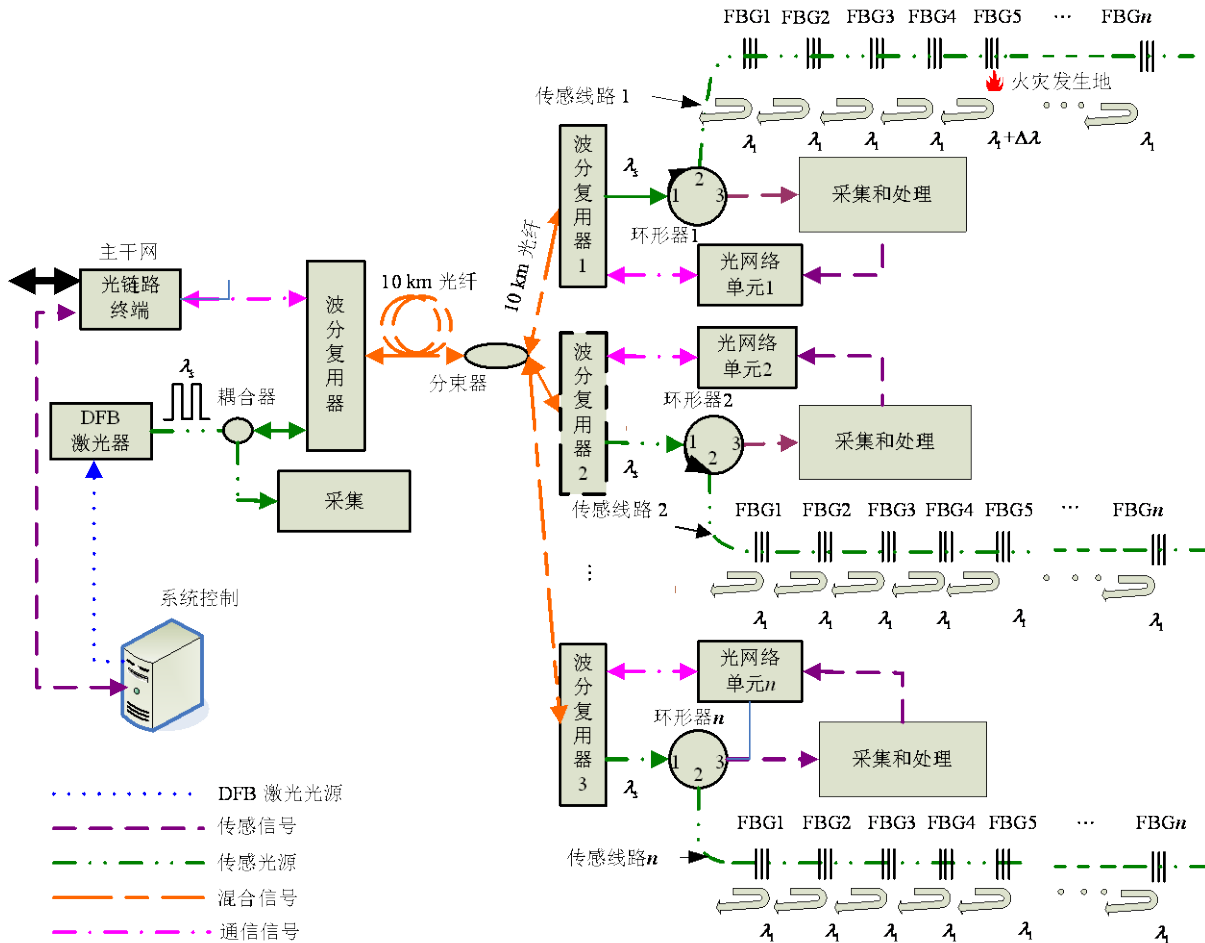 FBG1 FBG2 FBG3 FBG4 FBG5 … FBGn
火灾发生地
传感线路 1
λ1 λ1 λ1 λ1 λ1+Δλ λ1
波分复用器 1
λs
1 2 3
环形器1
采集和处理
光网络单元1
10 km 光纤
主干网
光链路终端
波分复用器
10 km 光纤
分束器
λs
耦合器
DFB 激光器
采集
光网络单元2
波分复用器 2
λs
环形器2
1 2 3
采集和处理
传感线路 2
FBG1 FBG2 FBG3 FBG4 FBG5 … FBGn
λ1 λ1 λ1 λ1 λ1 λ1
…
系统控制
波分复用器 3
λs
光网络单元n
环形器n
1 2 3
采集和处理
传感线路n
FBG1 FBG2 FBG3 FBG4 FBG5 … FBGn
λ1 λ1 λ1 λ1 λ1 λ1
DFB 激光光源
传感信号
传感光源
混合信号
通信信号